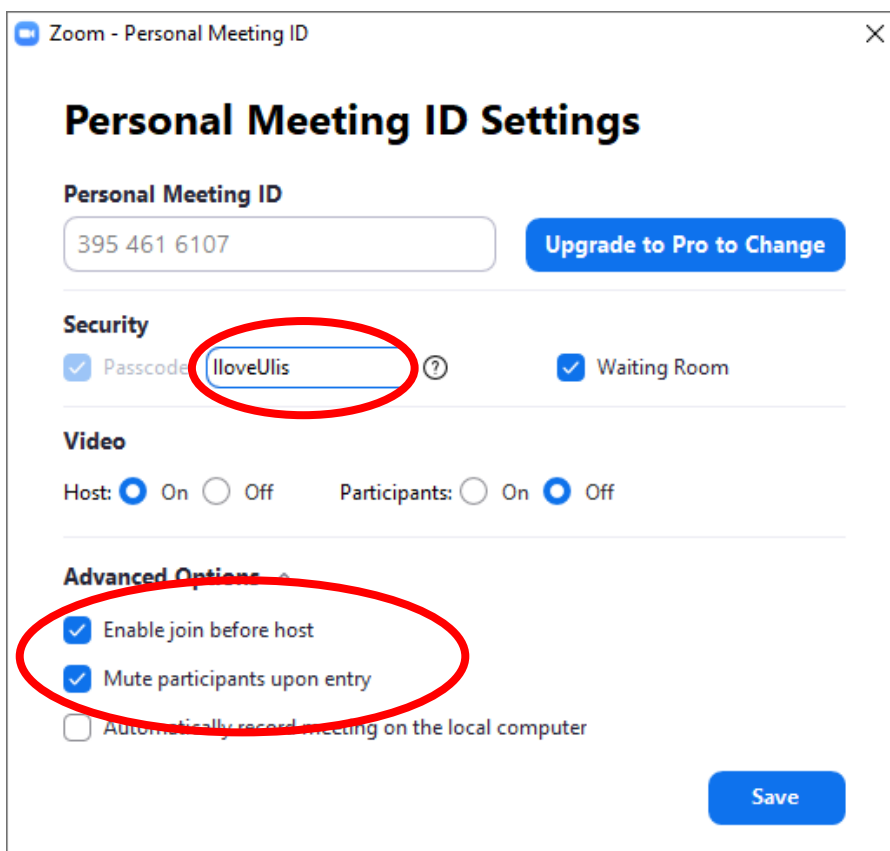 Zoom - Personal Meeting ID
Personal Meeting ID Settings
Personal Meeting ID
395 461 6107
Upgrade to Pro to Change
Security
Passcode IloveUlis ? Waiting Room
Video
Host: On Off Participants: On Off
Advanced Options
Enable join before host
Mute participants upon entry
Automatically record meeting on the local computer
Save